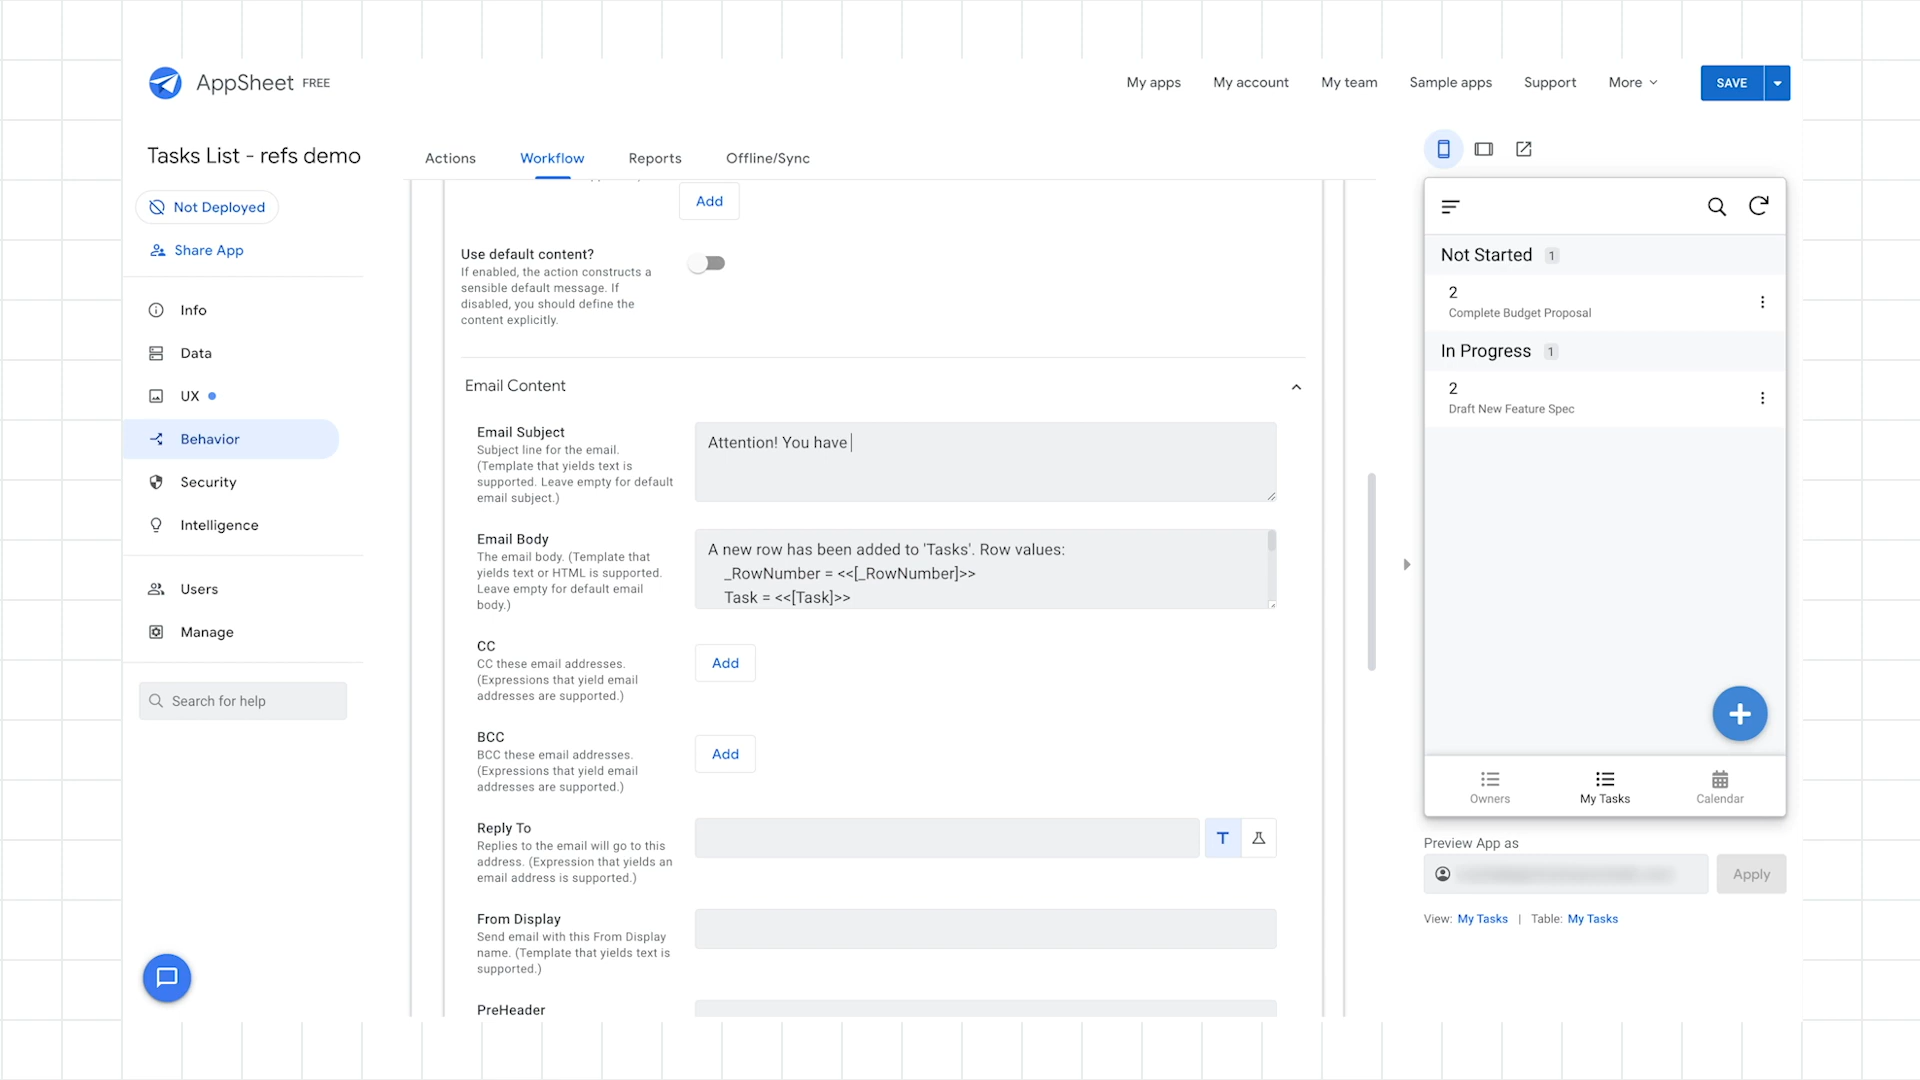 AppSheet FREE
My apps
My account
My team
Sample apps
Support
More
SAVE
Tasks List - refs demo
Not Deployed
Share App
Info
Data
UX
Behavior
Security
Intelligence
Users
Manage
Search for help
Actions
Workflow
Reports
Offline/Sync
Add
Use default content?
If enabled, the action constructs a
sensible default message. If
disabled, you should define the
content explicitly.
Email Content
Email Subject
Subject line for the email.
(Template that yields text is
supported. Leave empty for default
email subject.)
Attention! You have
Email Body
The email body. (Template that
yields text or HTML is supported.
Leave empty for default email
body.)
A new row has been added to 'Tasks'. Row values:
_RowNumber = <<[_RowNumber]>>
Task = <<[Task]>>
CC
CC these email addresses.
(Expressions that yield email
addresses are supported.)
Add
BCC
BCC these email addresses.
(Expressions that yield email
addresses are supported.)
Add
Reply To
Replies to the email will go to this
address. (Expression that yields an
email address is supported.)
T
From Display
Send email with this From Display
name. (Template that yields text is
supported.)
PreHeader
Not Started 1
2
Complete Budget Proposal
In Progress 1
2
Draft New Feature Spec
Owners
My Tasks
Calendar
Preview App as
Apply
View: My Tasks | Table: My Tasks